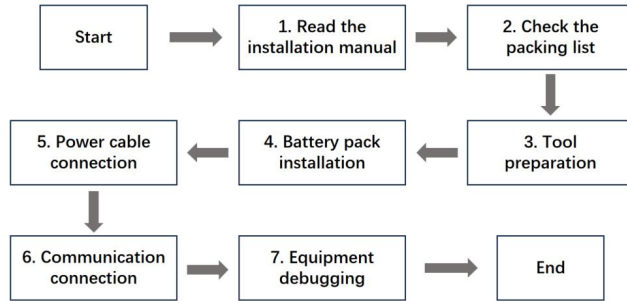 Start
1. Read the
installation manual
2. Check the
packing list
3. Tool
preparation
4. Battery pack
installation
5. Power cable
connection
6. Communication
connection
7. Equipment
debugging
End